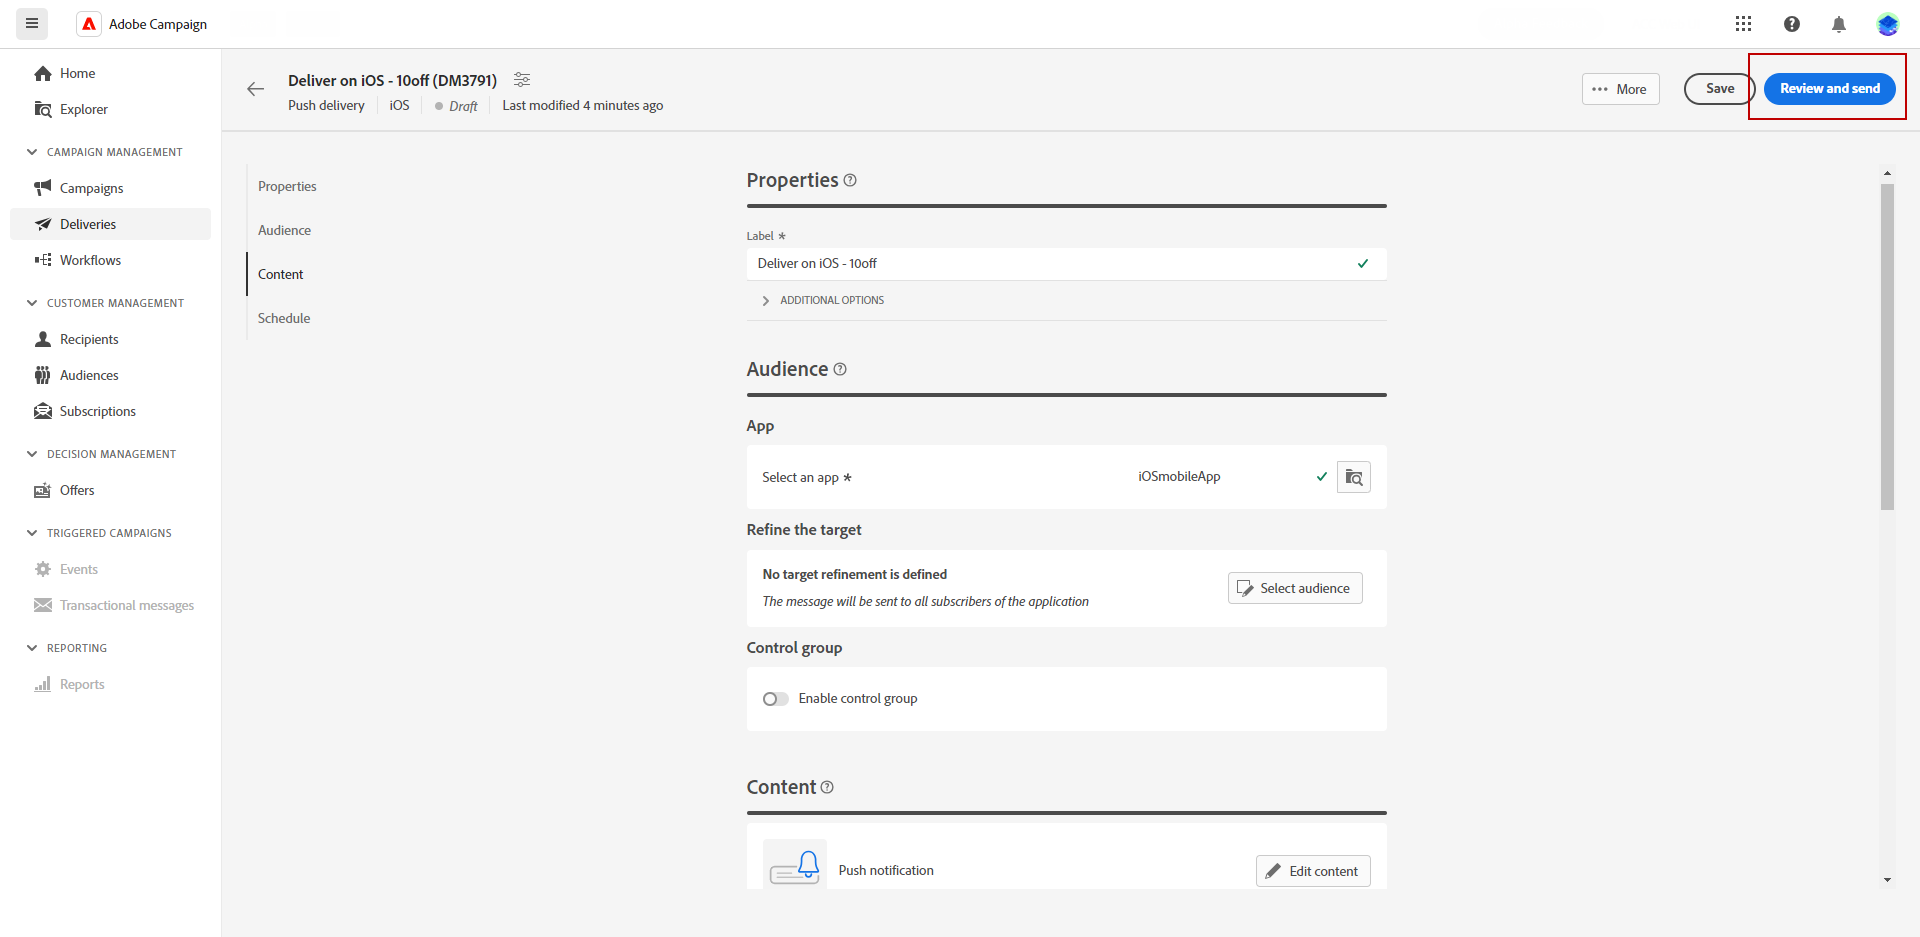 Adobe Campaign
Home
Explorer
CAMPAIGN MANAGEMENT
Campaigns
Deliveries
Workflows
CUSTOMER MANAGEMENT
Recipients
Audiences
Subscriptions
DECISION MANAGEMENT
Offers
TRIGGERED CAMPAIGNS
Events
Transactional messages
REPORTING
Reports
Deliver on iOS - 10off (DM3791)
Push delivery iOS Draft Last modified 4 minutes ago
More
Save
Review and send
Properties
Audience
Content
Schedule
Properties
Label *
Deliver on iOS - 10off
ADDITIONAL OPTIONS
Audience
App
Select an app * iOSmobileApp
Refine the target
No target refinement is defined
The message will be sent to all subscribers of the application
Select audience
Control group
Enable control group
Content
Push notification
Edit content